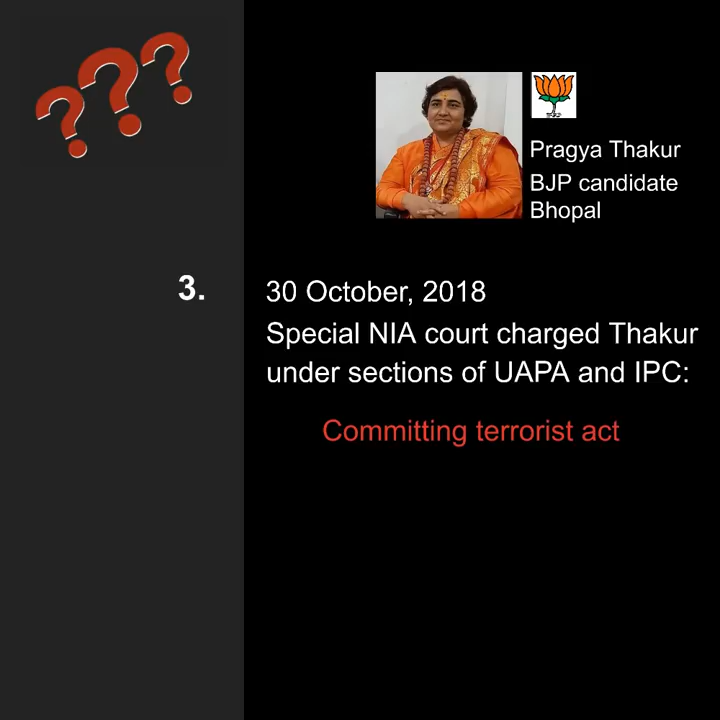 ???
Pragya Thakur
BJP candidate
Bhopal
3.
30 October, 2018
Special NIA court charged Thakur
under sections of UAPA and IPC:
Committing terrorist act